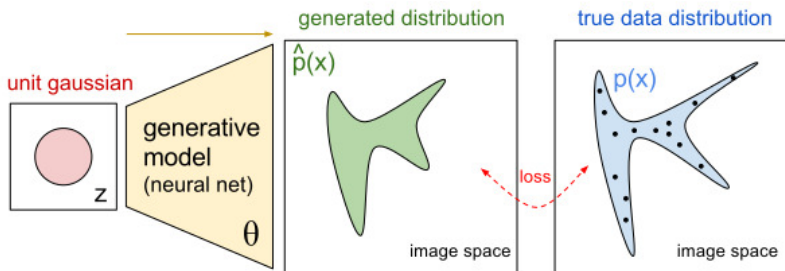 generated distribution
true data distribution
unit gaussian
p̂(x)
p(x)
generative
model
(neural net)
z
θ
loss
image space
image space